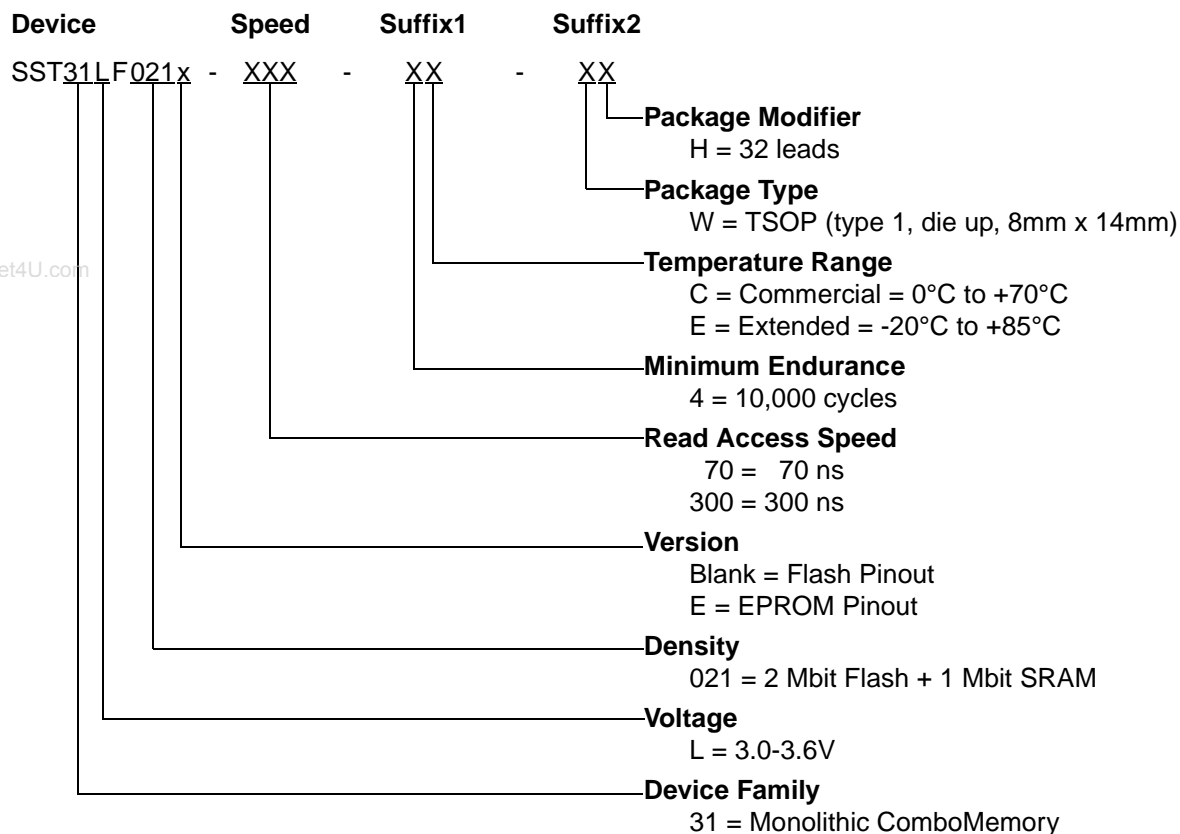 Device Speed Suffix1 Suffix2
SST31LF021x - XXX - XX - XX
Package Modifier
H = 32 leads
Package Type
W = TSOP (type 1, die up, 8mm x 14mm)
et4U.com
Temperature Range
C = Commercial = 0°C to +70°C
E = Extended = -20°C to +85°C
Minimum Endurance
4 = 10,000 cycles
Read Access Speed
70 = 70 ns
300 = 300 ns
Version
Blank = Flash Pinout
E = EPROM Pinout
Density
021 = 2 Mbit Flash + 1 Mbit SRAM
Voltage
L = 3.0-3.6V
Device Family
31 = Monolithic ComboMemory